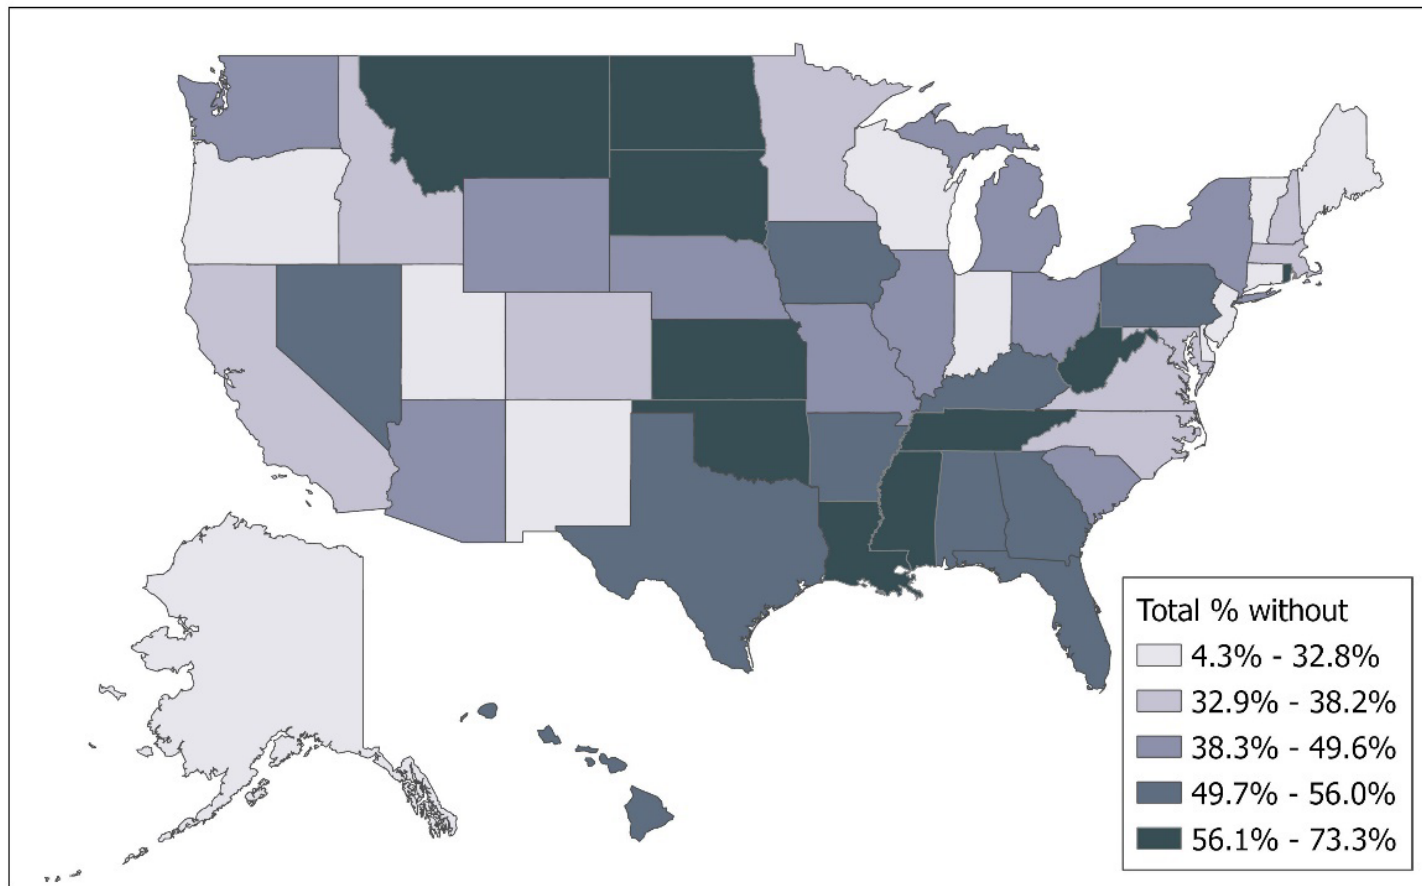 Total % without
4.3% - 32.8%
32.9% - 38.2%
38.3% - 49.6%
49.7% - 56.0%
56.1% - 73.3%